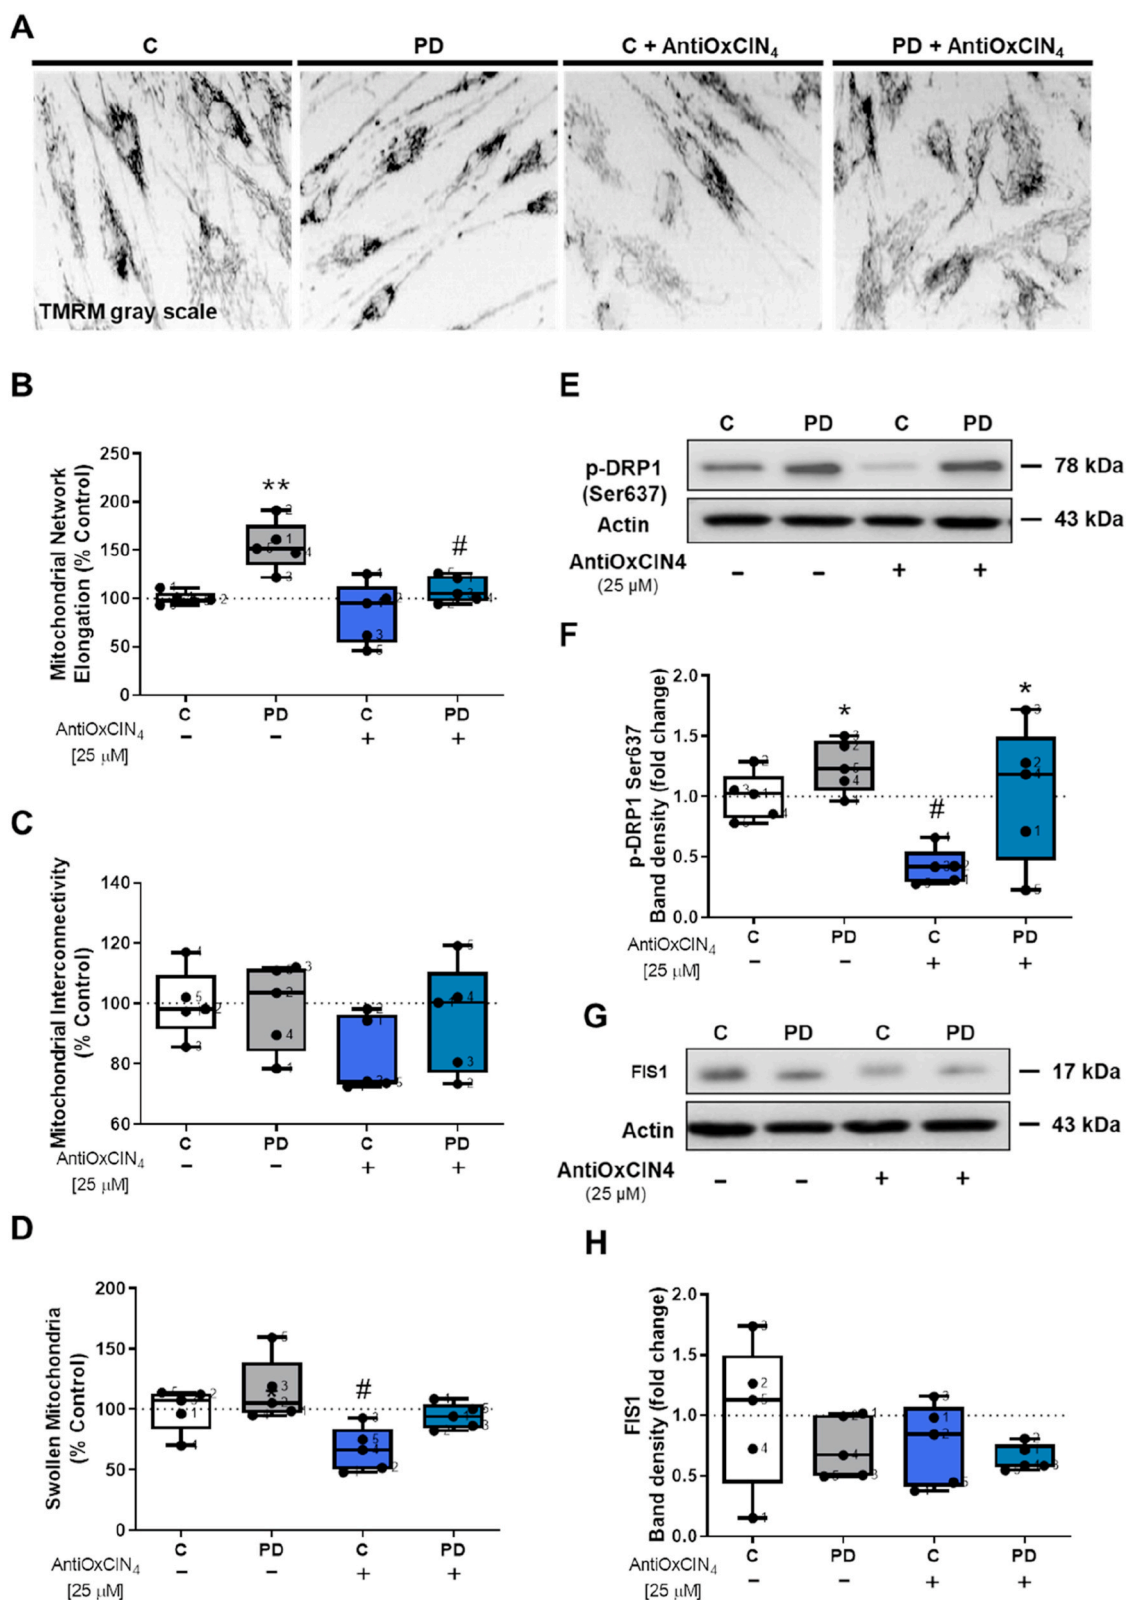 A
C PD C + AntiOxCIN₄ PD + AntiOxCIN₄
TMRM gray scale
B
Mitochondrial Network
Elongation (% Control)
250
200
150
100
50
0
**
#
C PD C PD
AntiOxCIN₄
[25 µM]
– – + +
C
Mitochondrial Interconnectivity
(% Control)
140
120
100
80
60
C PD C PD
AntiOxCIN₄
[25 µM]
– – + +
D
Swollen Mitochondria
(% Control)
200
150
100
50
0
*
#
C PD C PD
AntiOxCIN₄
[25 µM]
– – + +
E
C PD C PD
p-DRP1
(Ser637)
78 kDa
Actin
43 kDa
AntiOxCIN4
(25 µM)
– – + +
F
p-DRP1 Ser637
Band density (fold change)
2.0
1.5
1.0
0.5
0.0
*
#
*
C PD C PD
AntiOxCIN₄
[25 µM]
– – + +
G
C PD C PD
FIS1
17 kDa
Actin
43 kDa
AntiOxCIN4
(25 µM)
– – + +
H
FIS1
Band density (fold change)
2.0
1.5
1.0
0.5
0.0
C PD C PD
AntiOxCIN₄
[25 µM]
– – + +